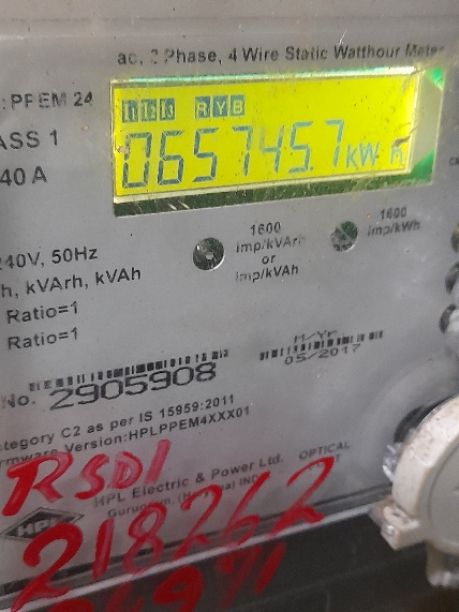 ac, 3 Phase, 4 Wire Static Watthour Meter
:PPEM 24
ASS 1
40 A
RYB
065745.7 kW h
1600
imp/kVArh
or
imp/kVAh
1600
imp/kWh
240V, 50Hz
h, kVArh, kVAh
Ratio=1
Ratio=1
M/Yr.
05/2017
No. 2905908
ategory C2 as per IS 15959:2011
rmware Version:HPLPPEM4XXX01
RSD1
HPL Electric & Power Ltd.
OPTICAL
HPL
218262